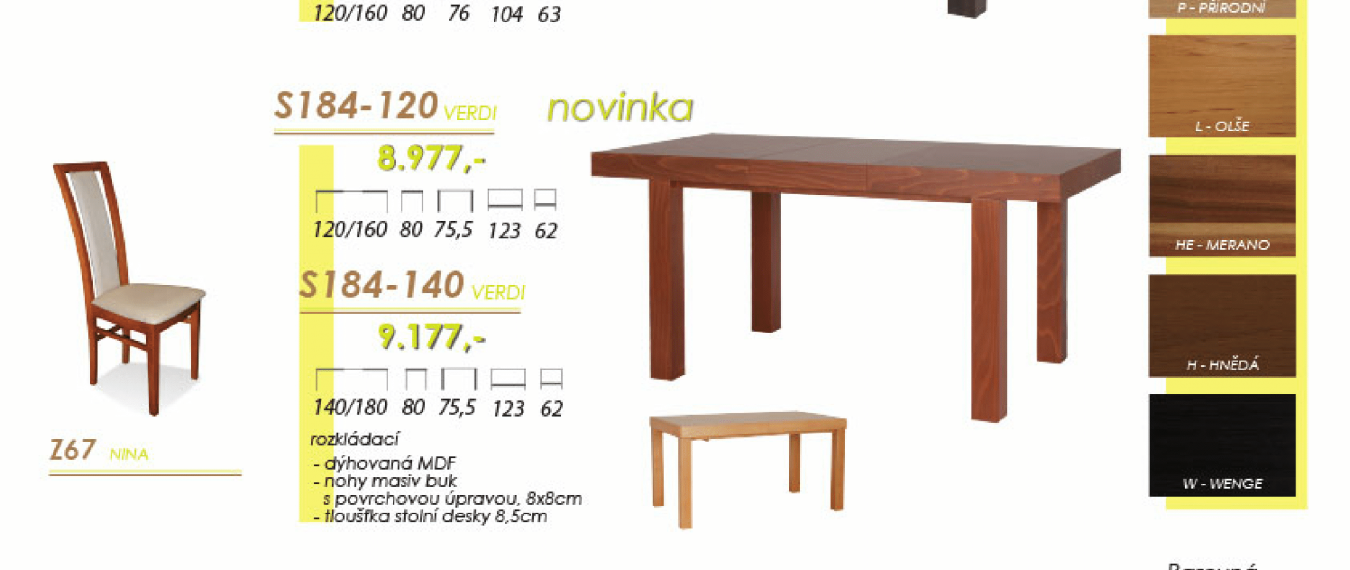 120/160 80 76 104 63
P - PŘÍRODNÍ
S184-120 VERDI novinka
8.977,-
120/160 80 75,5 123 62
S184-140 VERDI
9.177,-
140/180 80 75,5 123 62
rozkládací
- dýhovaná MDF
- nohy masiv buk
s povrchovou úpravou, 8x8cm
- tloušťka stolní desky 8,5cm
Z67 NINA
L - OLŠE
HE - MERANO
H - HNĚDÁ
W - WENGE